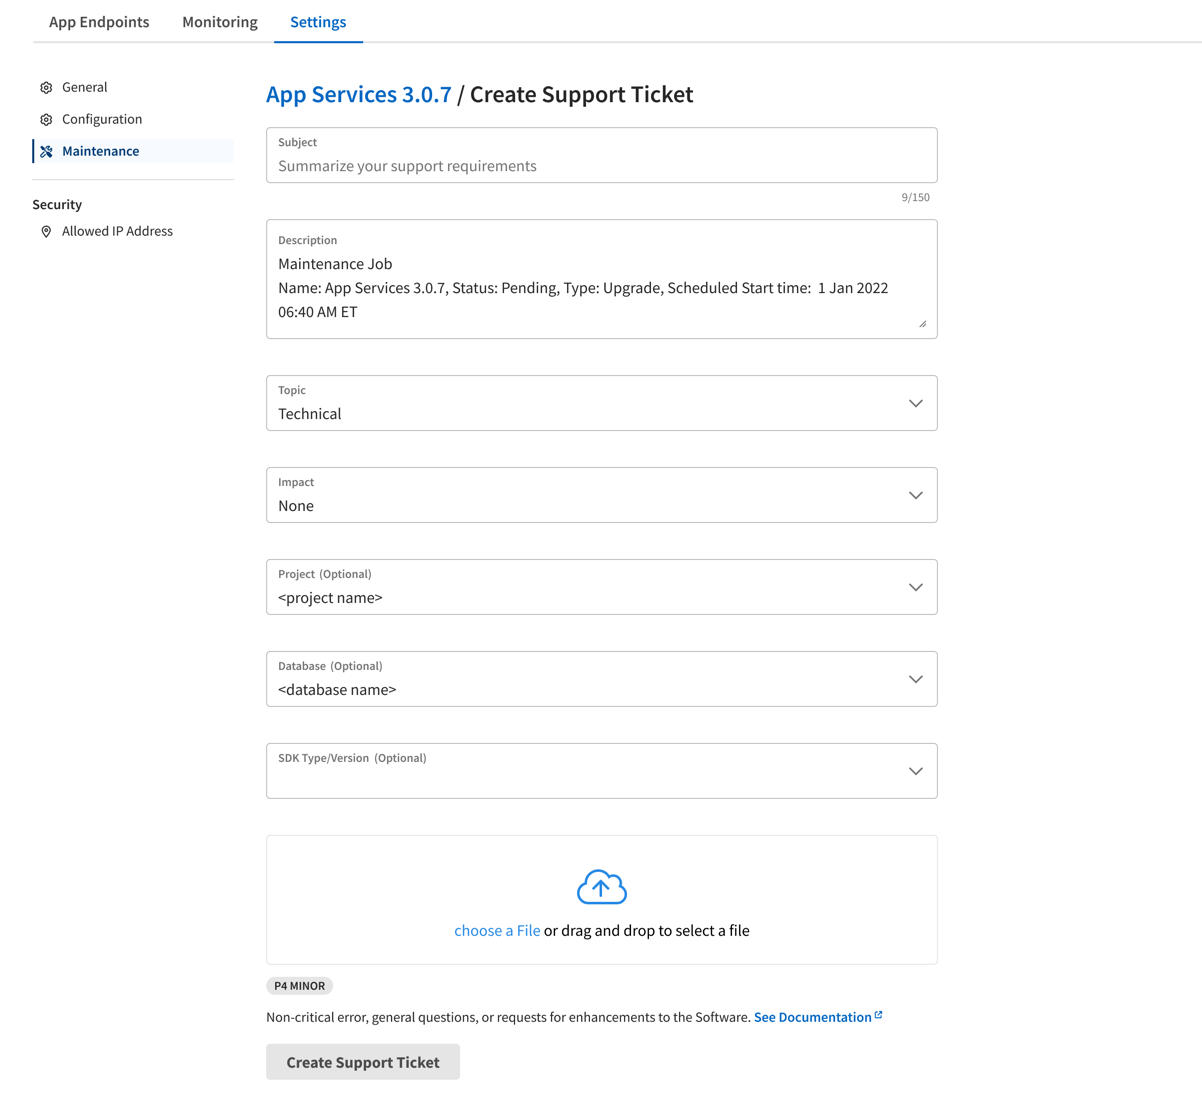 App Endpoints
Monitoring
Settings
General
Configuration
Maintenance
Security
Allowed IP Address
App Services 3.0.7 / Create Support Ticket
Subject
Summarize your support requirements
9/150
Description
Maintenance Job
Name: App Services 3.0.7, Status: Pending, Type: Upgrade, Scheduled Start time:  1 Jan 2022
06:40 AM ET
Topic
Technical
Impact
None
Project (Optional)
<project name>
Database (Optional)
<database name>
SDK Type/Version (Optional)
choose a File or drag and drop to select a file
P4 MINOR
Non-critical error, general questions, or requests for enhancements to the Software. See Documentation
Create Support Ticket